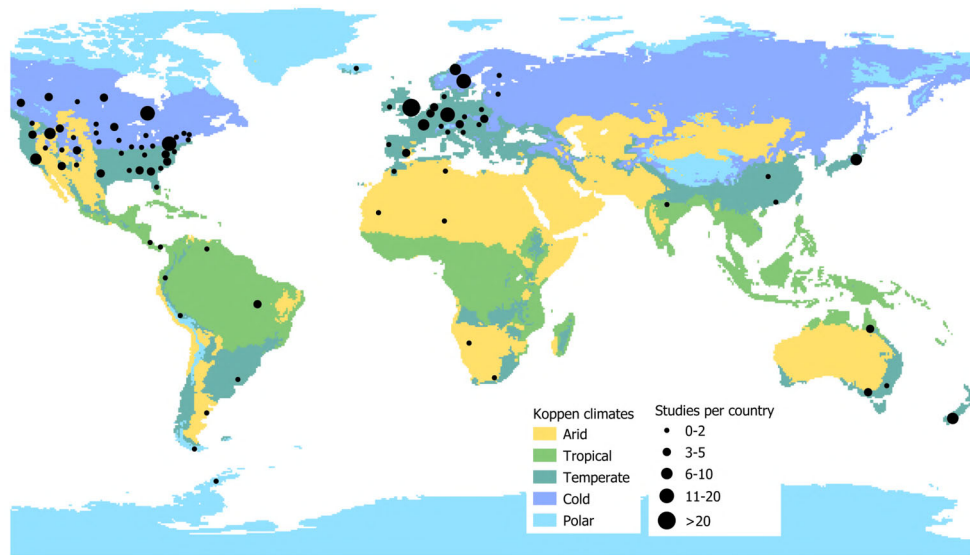 Koppen climates
Arid
Tropical
Temperate
Cold
Polar
Studies per country
0-2
3-5
6-10
11-20
>20